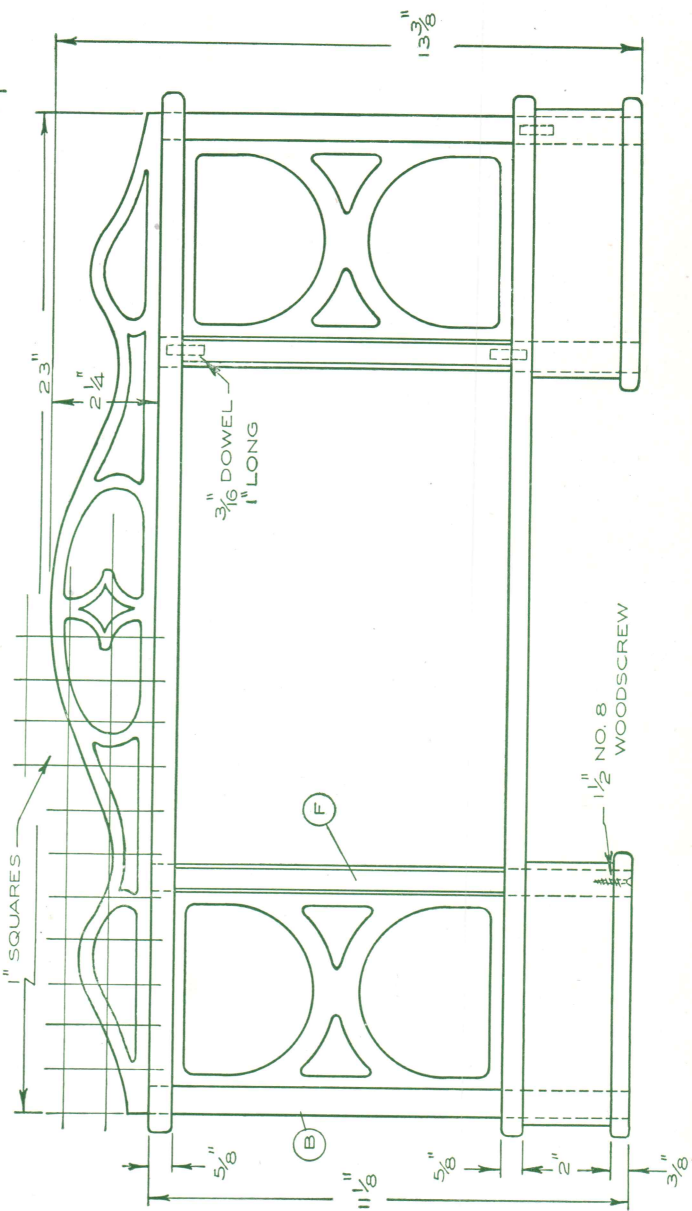 1" SQUARES
23"
2 1/4"
13 3/8"
3/16" DOWEL
1" LONG
F
B
1 1/2" NO. 8
WOODSCREW
5/8"
11 1/8"
5/8"
2"
3/8"